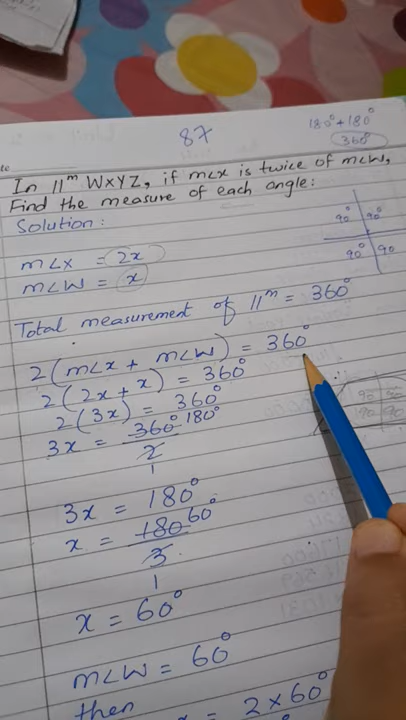 87
180° + 180°
360°
In ||m WXYZ, if m∠x is twice of m∠W,
Find the measure of each angle:
Solution:
90° 90°
90° 90
m∠X = 2x
m∠W = x
Total measurement of ||m = 360°
2(m∠x + m∠W) = 360°
2(2x + x) = 360°
2(3x) = 360°
3x = 360° 180°
2
1
3x = 180°
x = 180 60°
3
1
x = 60°
m∠W = 60°
then
= 2×60°